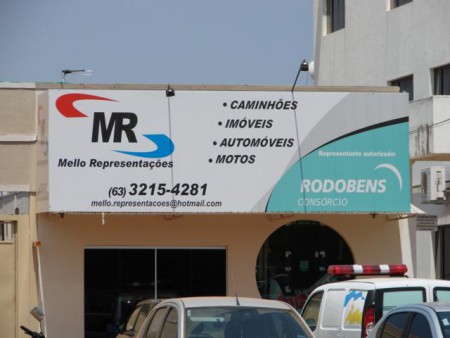 MR
Mello Representações
(63) 3215-4281
mello.representacoes@hotmail.com
• CAMINHÕES
• IMÓVEIS
• AUTOMÓVEIS
• MOTOS
Representante autorizado:
RODOBENS
CONSÓRCIO